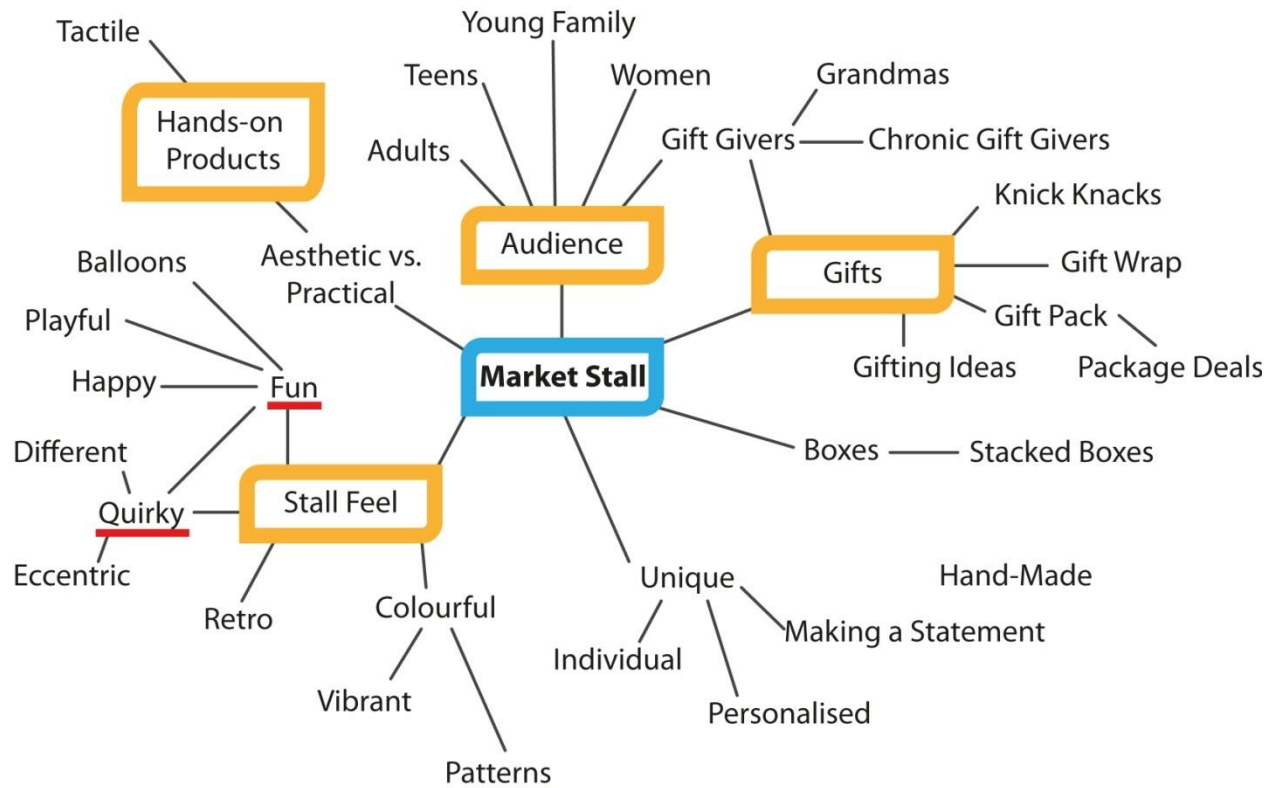 Young Family
Tactile
Teens
Women
Grandmas
Hands-on
Products
Adults
Gift Givers
Chronic Gift Givers
Knick Knacks
Audience
Aesthetic vs.
Practical
Balloons
Gifts
Gift Wrap
Playful
Gift Pack
Happy
Fun
Market Stall
Gifting Ideas
Package Deals
Different
Boxes
Stacked Boxes
Quirky
Stall Feel
Eccentric
Unique
Hand-Made
Retro
Colourful
Making a Statement
Individual
Vibrant
Personalised
Patterns